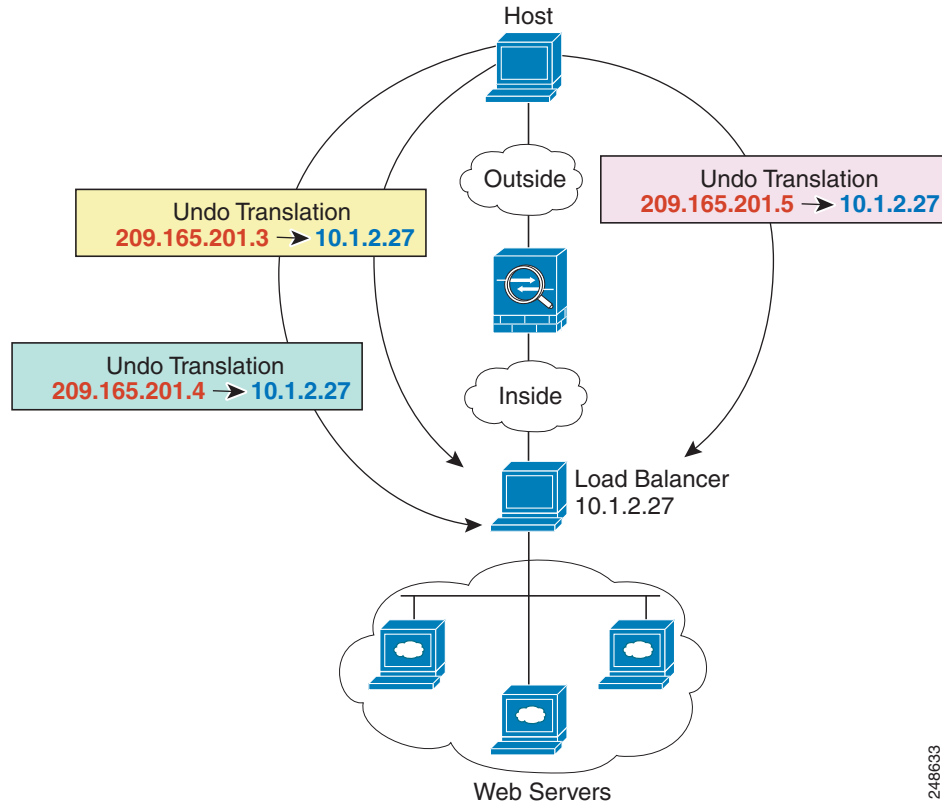 Host
Outside
Undo Translation
209.165.201.5 → 10.1.2.27
Undo Translation
209.165.201.3 → 10.1.2.27
Undo Translation
209.165.201.4 → 10.1.2.27
Inside
Load Balancer
10.1.2.27
Web Servers
248633